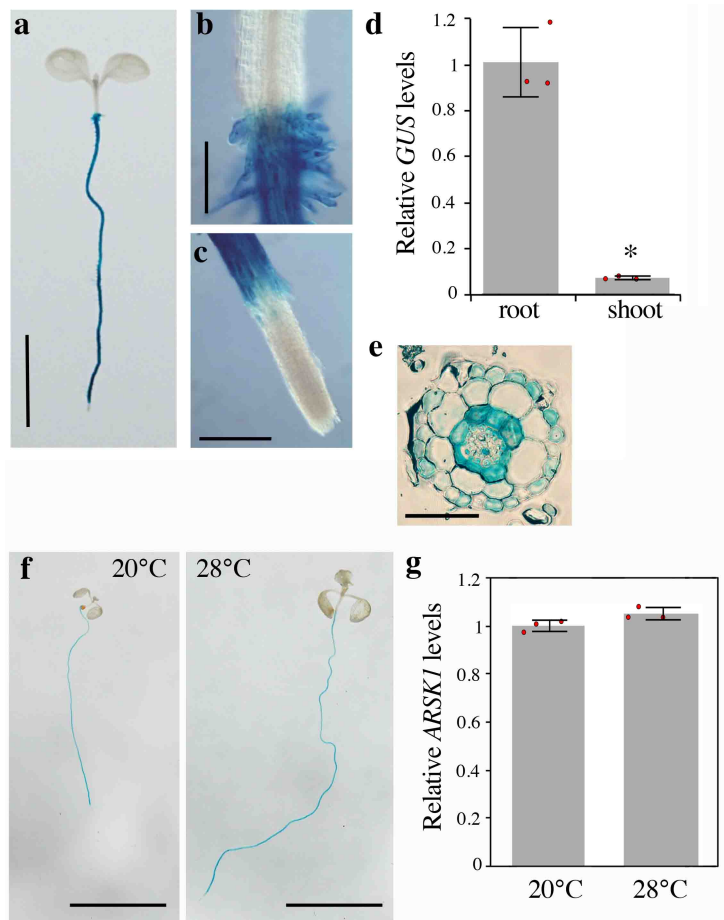 a
b
c
d
Relative GUS levels
1.2
1
0.8
0.6
0.4
0.2
0
*
root
shoot
e
f
20°C
28°C
g
Relative ARSK1 levels
1.2
1
0.8
0.6
0.4
0.2
0
20°C
28°C